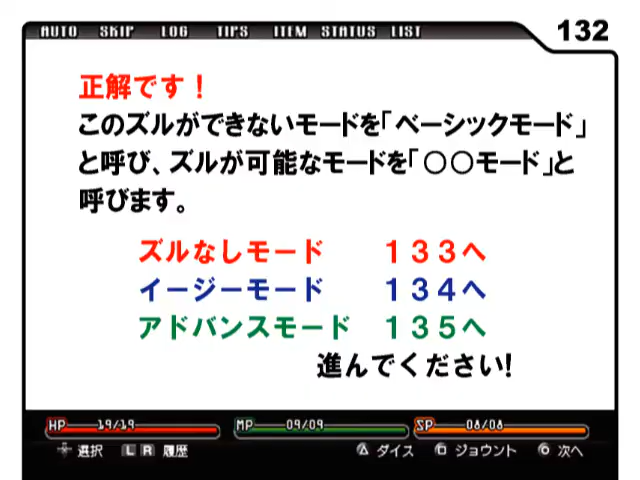 AUTO SKIP LOG TIPS ITEM STATUS LIST 132
正解です！
このズルができないモードを「ベーシックモード」
と呼び、ズルが可能なモードを「○○モード」と
呼びます。
ズルなしモード 133へ
イージーモード 134へ
アドバンスモード 135へ
進んでください!
HP 19/19 MP 09/09 SP 08/08
選択 L R 履歴 ダイス ジョウント 次へ